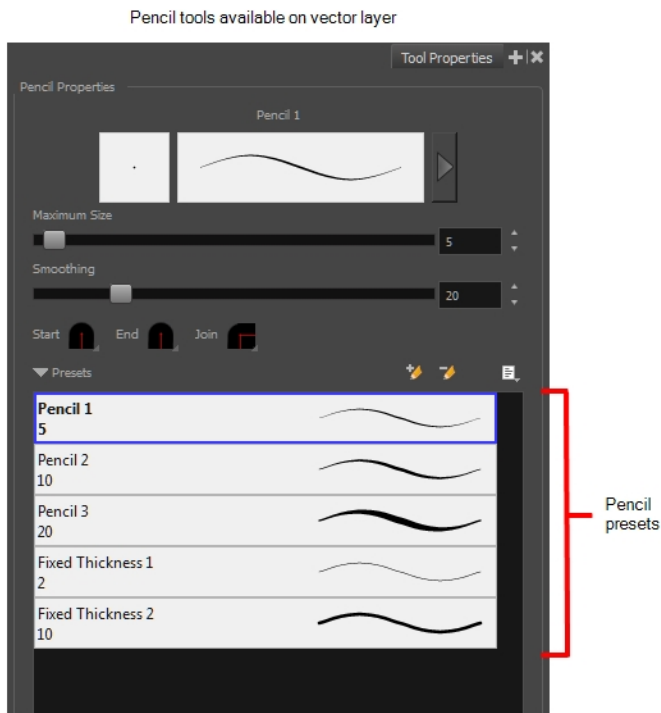 Pencil tools available on vector layer
Tool Properties
Pencil Properties
Pencil 1
Maximum Size
5
Smoothing
20
Start End Join
Presets
Pencil 1
5
Pencil 2
10
Pencil 3
20
Fixed Thickness 1
2
Fixed Thickness 2
10
Pencil
presets